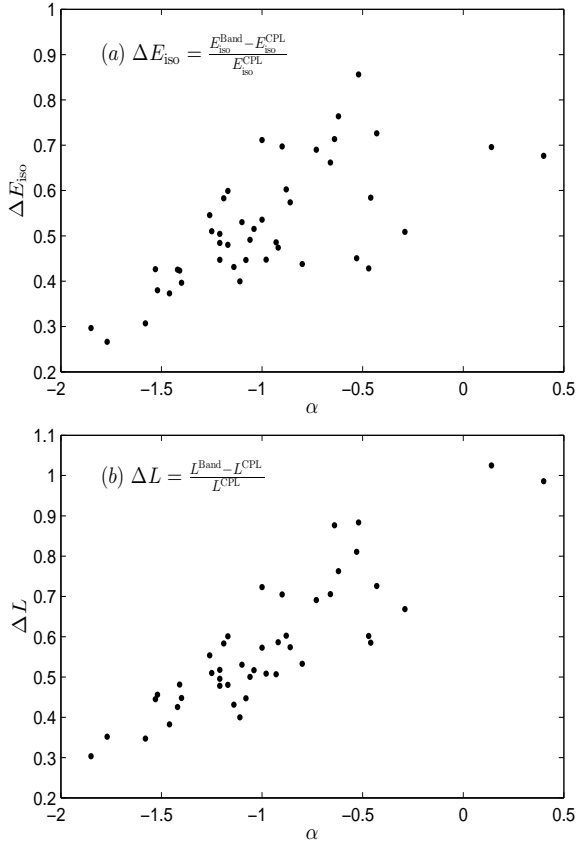 1
(a) ΔE_iso = (E_iso^Band − E_iso^CPL) / E_iso^CPL
0.9
0.8
0.7
0.6
ΔE_iso
0.5
0.4
0.3
0.2
−2 −1.5 −1 −0.5 0 0.5
α
1.1
(b) ΔL = (L^Band − L^CPL) / L^CPL
1
0.9
0.8
0.7
ΔL
0.6
0.5
0.4
0.3
0.2
−2 −1.5 −1 −0.5 0 0.5
α